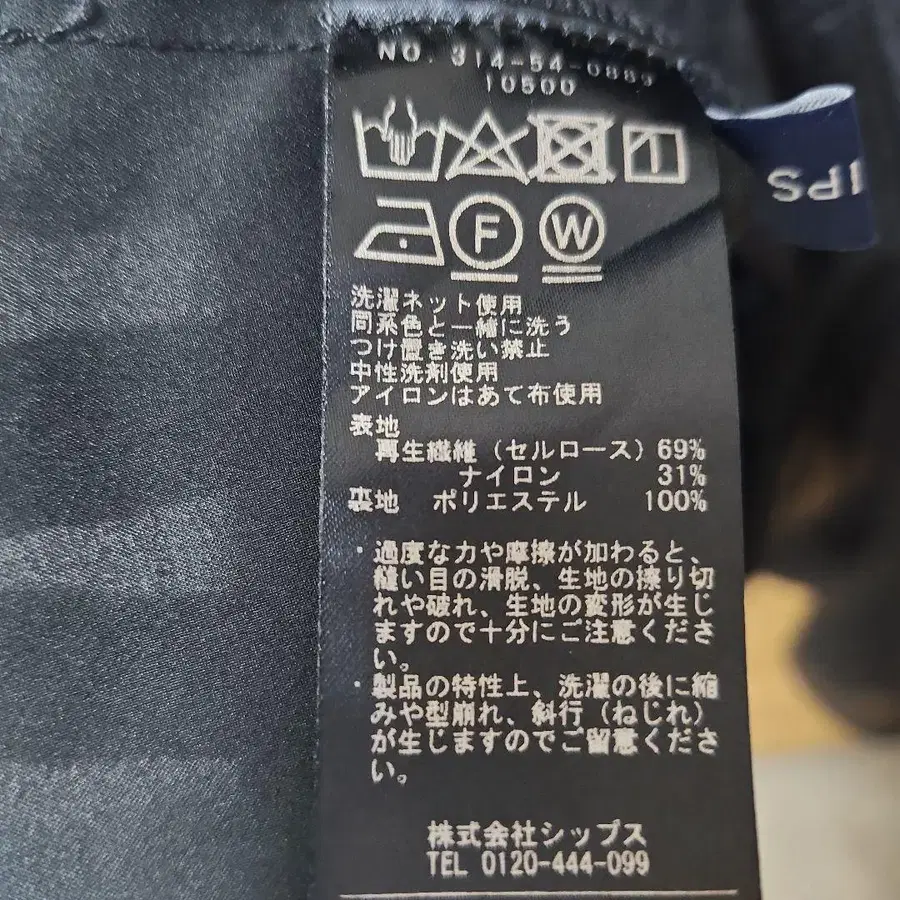 NO. 314-54-0889
10500
F W
IPS
洗濯ネット使用
同系色と一緒に洗う
つけ置き洗い禁止
中性洗剤使用
アイロンはあて布使用
表地
再生繊維（セルロース）69%
ナイロン 31%
裏地 ポリエステル 100%
・過度な力や摩擦が加わると、
縫い目の滑脱、生地の擦り切
れや破れ、生地の変形が生じ
ますので十分にご注意くださ
い。
・製品の特性上、洗濯の後に縮
みや型崩れ、斜行（ねじれ）
が生じますのでご留意くださ
い。
株式会社シップス
TEL 0120-444-099